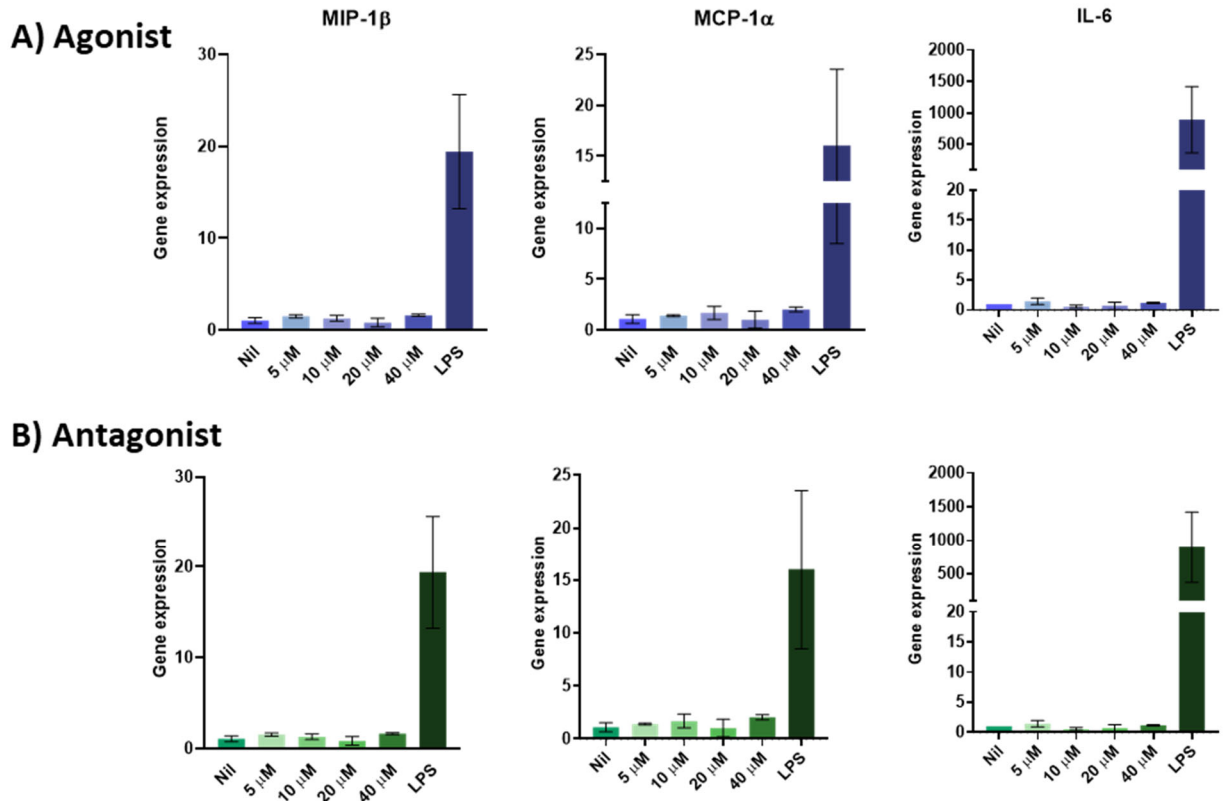 A) Agonist
MIP-1β
MCP-1α
IL-6
Gene expression
30
20
10
0
Nil
5 μM
10 μM
20 μM
40 μM
LPS
Gene expression
25
20
15
10
5
0
Nil
5 μM
10 μM
20 μM
40 μM
LPS
Gene expression
2000
1500
1000
500
20
15
10
5
0
Nil
5 μM
10 μM
20 μM
40 μM
LPS
B) Antagonist
Gene expression
30
20
10
0
Nil
5 μM
10 μM
20 μM
40 μM
LPS
Gene expression
25
20
15
10
5
0
Nil
5 μM
10 μM
20 μM
40 μM
LPS
Gene expression
2000
1500
1000
500
20
15
10
5
0
Nil
5 μM
10 μM
20 μM
40 μM
LPS